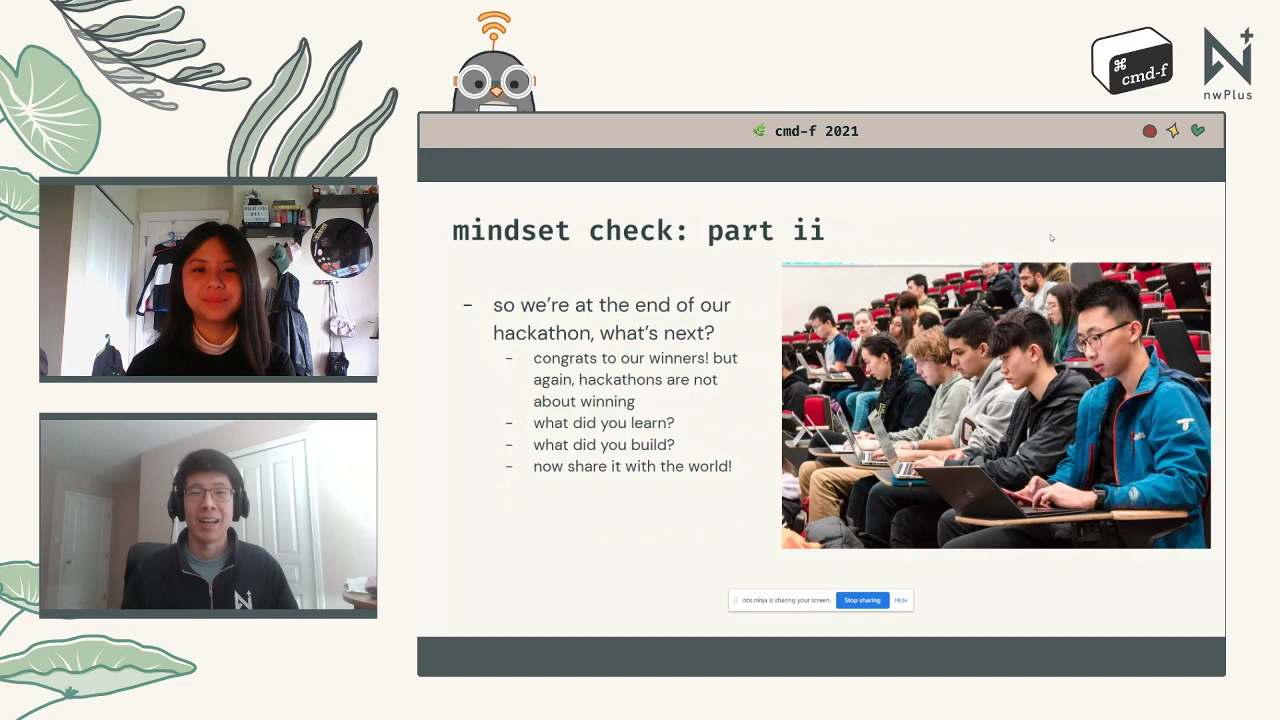 ⌘
cmd-f
nwPlus
🌿 cmd-f 2021
mindset check: part ii
- so we're at the end of our
hackathon, what's next?
- congrats to our winners! but
again, hackathons are not
about winning
- what did you learn?
- what did you build?
- now share it with the world!
obs.ninja is sharing your screen.
Stop sharing
Hide